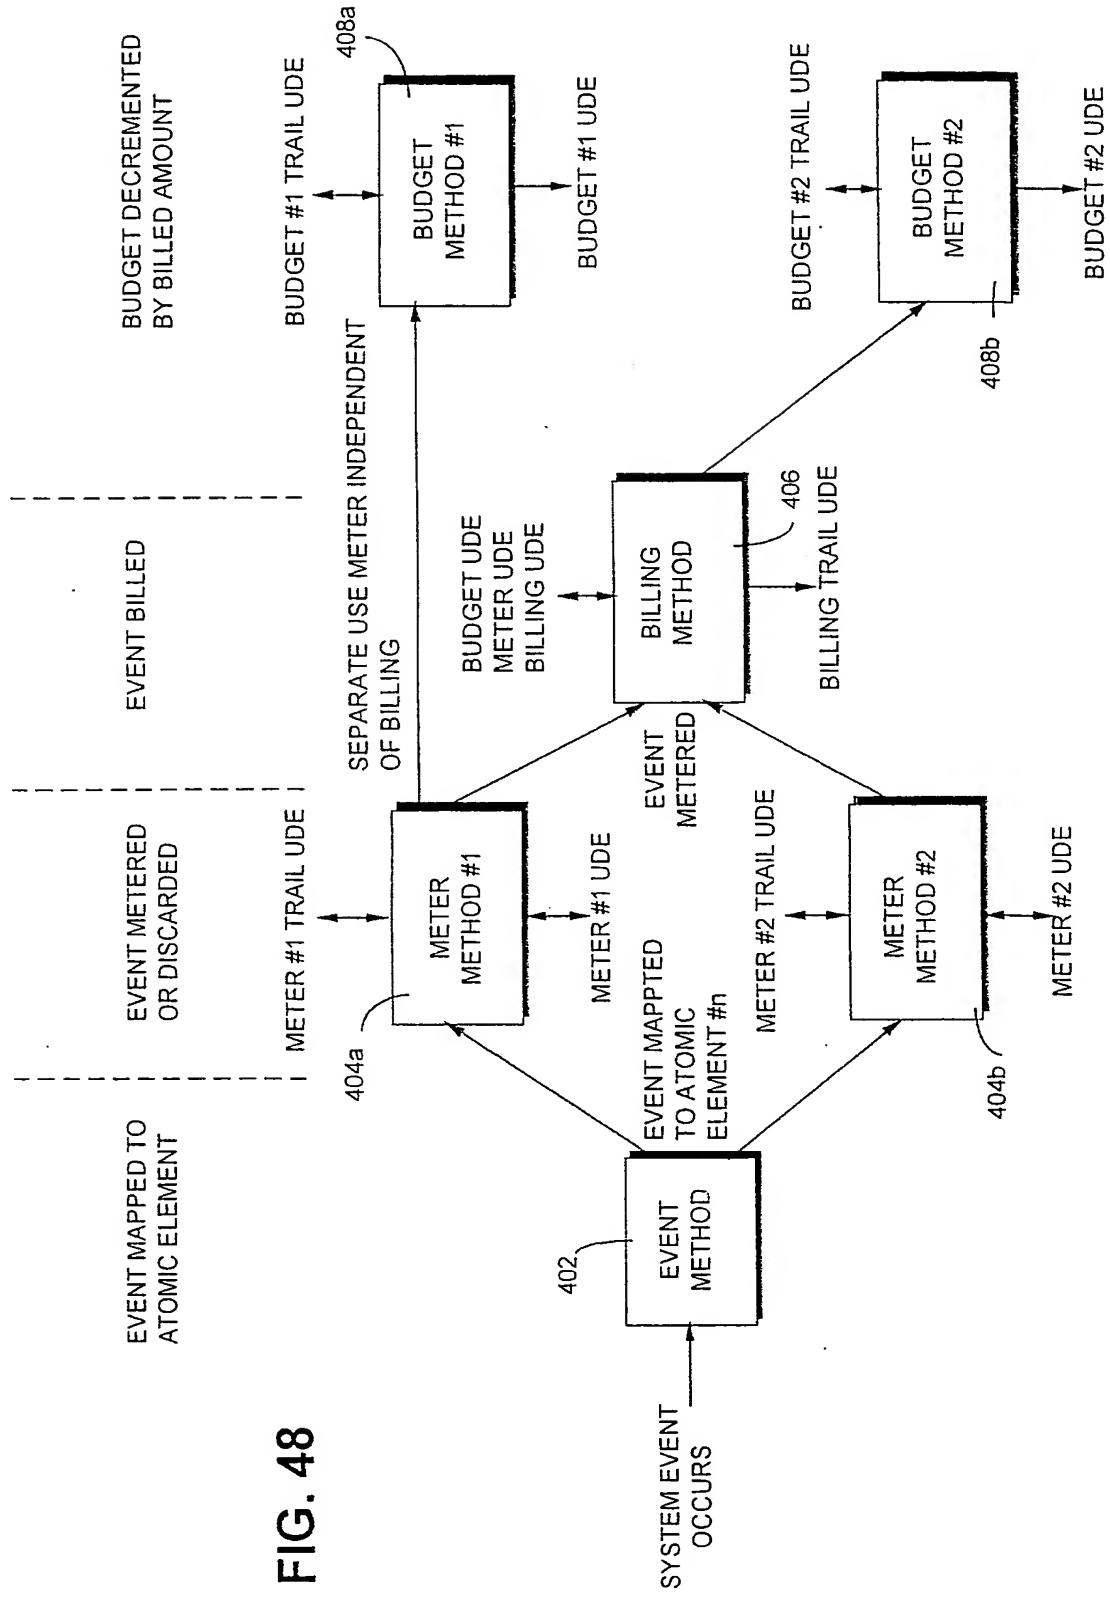 FIG. 48
EVENT MAPPED TO
ATOMIC ELEMENT
EVENT METERED
OR DISCARDED
EVENT BILLED
BUDGET DECREMENTED
BY BILLED AMOUNT
SYSTEM EVENT
OCCURS
402
EVENT
METHOD
EVENT MAPPTED
TO ATOMIC
ELEMENT #n
METER #1 TRAIL UDE
404a
METER
METHOD #1
METER #1 UDE
METER #2 TRAIL UDE
METER
METHOD #2
404b
METER #2 UDE
SEPARATE USE METER INDEPENDENT
OF BILLING
EVENT
METERED
BUDGET UDE
METER UDE
BILLING UDE
BILLING
METHOD
406
BILLING TRAIL UDE
BUDGET #1 TRAIL UDE
408a
BUDGET
METHOD #1
BUDGET #1 UDE
BUDGET #2 TRAIL UDE
BUDGET
METHOD #2
408b
BUDGET #2 UDE